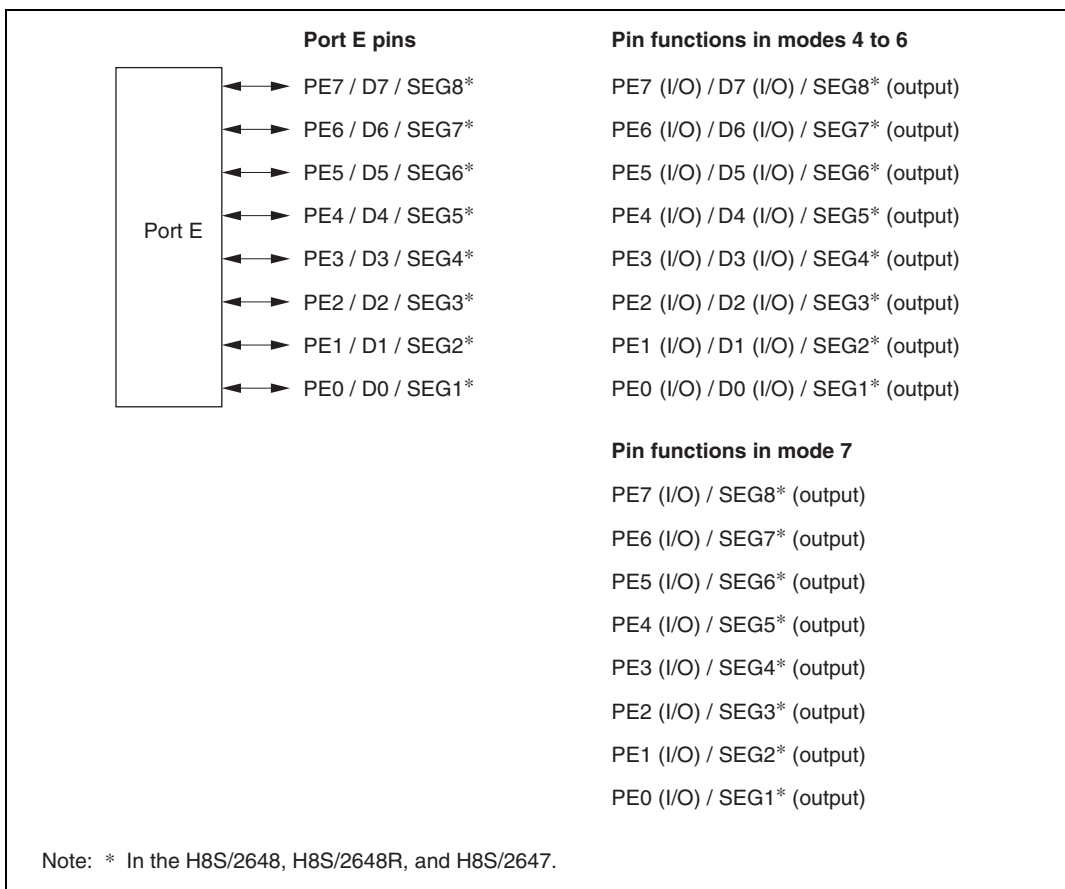 Port E pins Pin functions in modes 4 to 6
PE7 / D7 / SEG8* PE7 (I/O) / D7 (I/O) / SEG8* (output)
PE6 / D6 / SEG7* PE6 (I/O) / D6 (I/O) / SEG7* (output)
PE5 / D5 / SEG6* PE5 (I/O) / D5 (I/O) / SEG6* (output)
PE4 / D4 / SEG5* PE4 (I/O) / D4 (I/O) / SEG5* (output)
Port E
PE3 / D3 / SEG4* PE3 (I/O) / D3 (I/O) / SEG4* (output)
PE2 / D2 / SEG3* PE2 (I/O) / D2 (I/O) / SEG3* (output)
PE1 / D1 / SEG2* PE1 (I/O) / D1 (I/O) / SEG2* (output)
PE0 / D0 / SEG1* PE0 (I/O) / D0 (I/O) / SEG1* (output)
Pin functions in mode 7
PE7 (I/O) / SEG8* (output)
PE6 (I/O) / SEG7* (output)
PE5 (I/O) / SEG6* (output)
PE4 (I/O) / SEG5* (output)
PE3 (I/O) / SEG4* (output)
PE2 (I/O) / SEG3* (output)
PE1 (I/O) / SEG2* (output)
PE0 (I/O) / SEG1* (output)
Note: * In the H8S/2648, H8S/2648R, and H8S/2647.